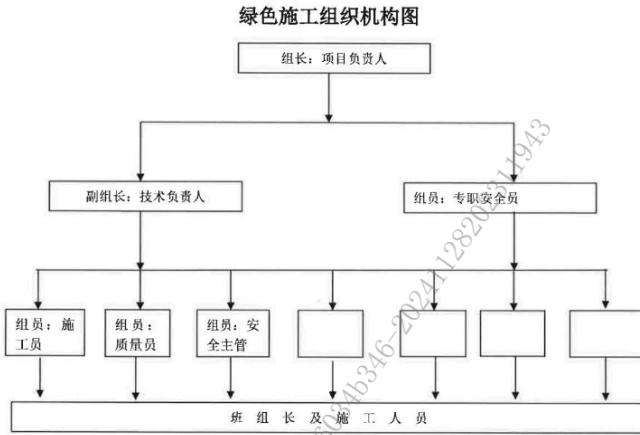 绿色施工组织机构图
组长：项目负责人
副组长：技术负责人
组员：专职安全员
组员：施
工员
组员：
质量员
组员：安
全主管
班组长及施工人员
3034b346-20241128202311943